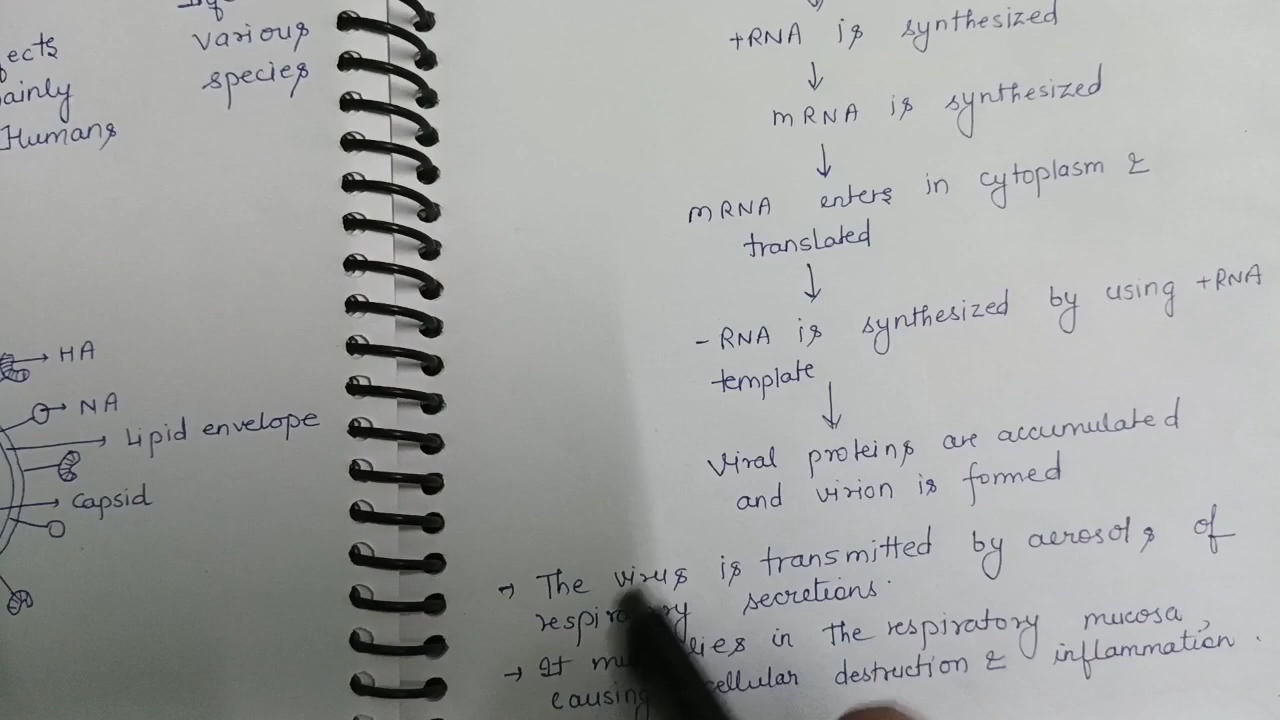 various
species
Humans
HA
NA
Lipid envelope
Capsid
+RNA is synthesized
mRNA is synthesized
mRNA enters in cytoplasm &
translated
- RNA is synthesized by using +RNA
template
Viral proteins are accumulated
and virion is formed
→ The virus is transmitted by aerosols of
respiratory secretions.
→ It in the respiratory mucosa,
causing cellular destruction & inflammation.